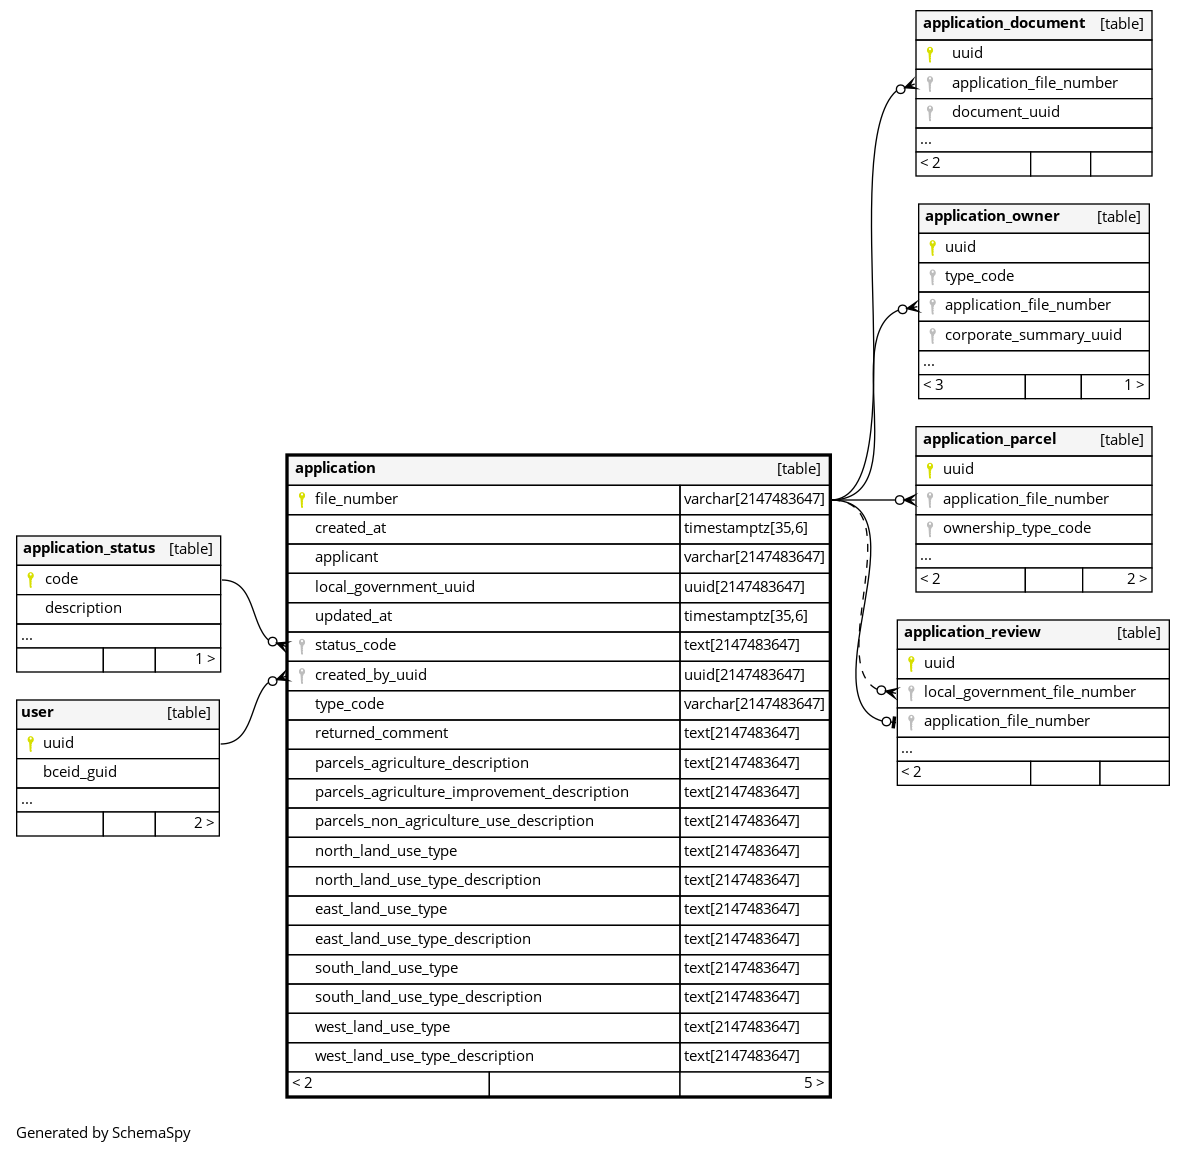 application_document [table]
uuid
application_file_number
document_uuid
...
< 2
application_owner [table]
uuid
type_code
application_file_number
corporate_summary_uuid
...
< 3 1 >
application_parcel [table]
uuid
application_file_number
ownership_type_code
...
< 2 2 >
application_review [table]
uuid
local_government_file_number
application_file_number
...
< 2
application [table]
file_number varchar[2147483647]
created_at timestamptz[35,6]
applicant varchar[2147483647]
local_government_uuid uuid[2147483647]
updated_at timestamptz[35,6]
status_code text[2147483647]
created_by_uuid uuid[2147483647]
type_code varchar[2147483647]
returned_comment text[2147483647]
parcels_agriculture_description text[2147483647]
parcels_agriculture_improvement_description text[2147483647]
parcels_non_agriculture_use_description text[2147483647]
north_land_use_type text[2147483647]
north_land_use_type_description text[2147483647]
east_land_use_type text[2147483647]
east_land_use_type_description text[2147483647]
south_land_use_type text[2147483647]
south_land_use_type_description text[2147483647]
west_land_use_type text[2147483647]
west_land_use_type_description text[2147483647]
< 2 5 >
application_status [table]
code
description
...
1 >
user [table]
uuid
bceid_guid
...
2 >
Generated by SchemaSpy